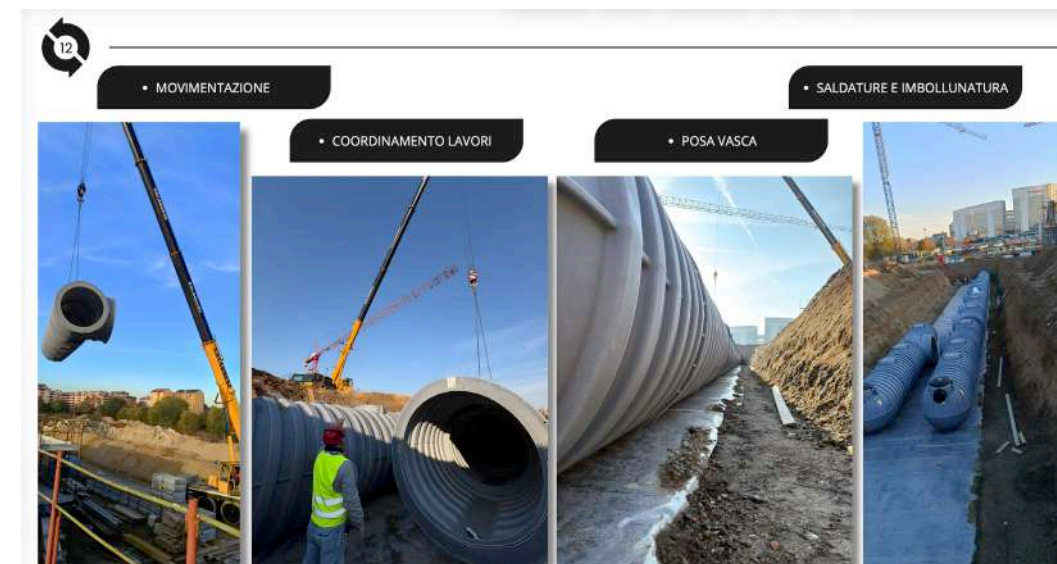 12
• MOVIMENTAZIONE
• SALDATURE E IMBOLLUNATURA
• COORDINAMENTO LAVORI
• POSA VASCA